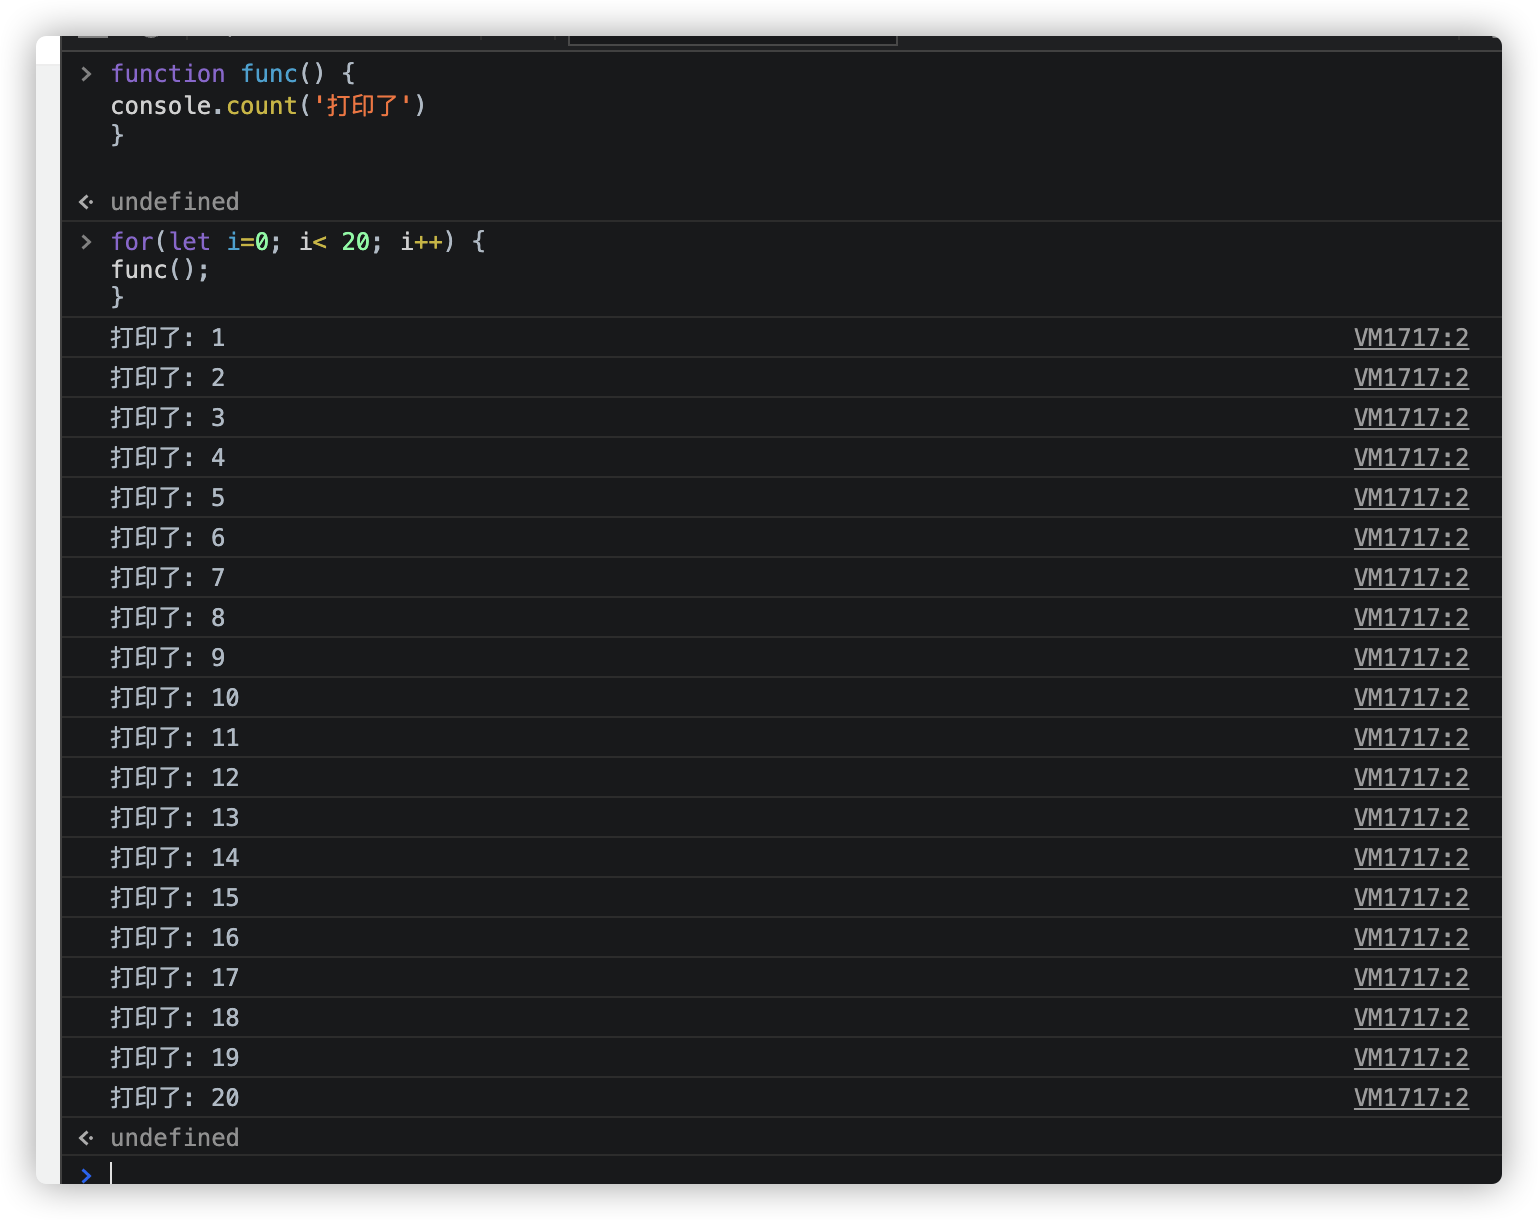 function func() {
console.count('打印了')
}
undefined
for(let i=0; i< 20; i++) {
func();
}
打印了: 1 VM1717:2
打印了: 2 VM1717:2
打印了: 3 VM1717:2
打印了: 4 VM1717:2
打印了: 5 VM1717:2
打印了: 6 VM1717:2
打印了: 7 VM1717:2
打印了: 8 VM1717:2
打印了: 9 VM1717:2
打印了: 10 VM1717:2
打印了: 11 VM1717:2
打印了: 12 VM1717:2
打印了: 13 VM1717:2
打印了: 14 VM1717:2
打印了: 15 VM1717:2
打印了: 16 VM1717:2
打印了: 17 VM1717:2
打印了: 18 VM1717:2
打印了: 19 VM1717:2
打印了: 20 VM1717:2
undefined